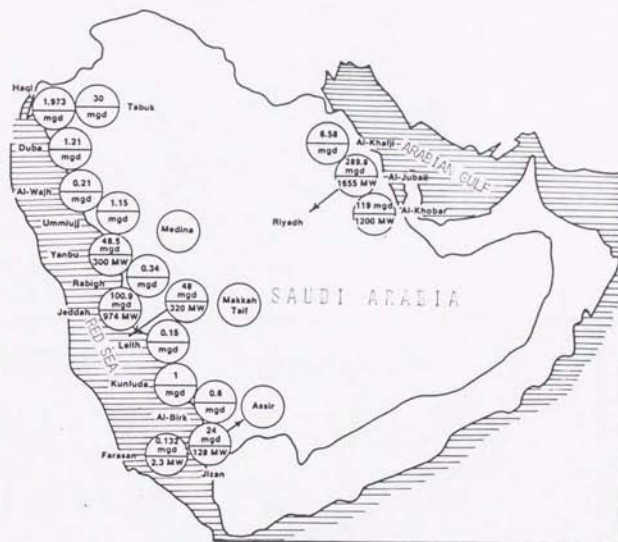 Haql
1.973
mgd
30
mgd
Tabuk
Duba
1.21
mgd
Al-Wajh
0.21
mgd
Ummlujj
1.15
mgd
Medina
Yanbu
48.5
mgd
300 MW
Rabigh
0.34
mgd
Jeddah
100.9
mgd
974 MW
48
mgd
320 MW
Makkah
Taif
Leith
0.15
mgd
Kunfuda
1
mgd
Al-Birk
0.6
mgd
Assir
24
mgd
128 MW
Jizan
Farasan
0.132
mgd
2.3 MW
RED SEA
SAUDI ARABIA
6.58
mgd
Al-Khafji
289.8
mgd
1655 MW
Al-Jubail
Riyadh
119 mgd
1200 MW
Al-Khobar
ARABIAN GULF